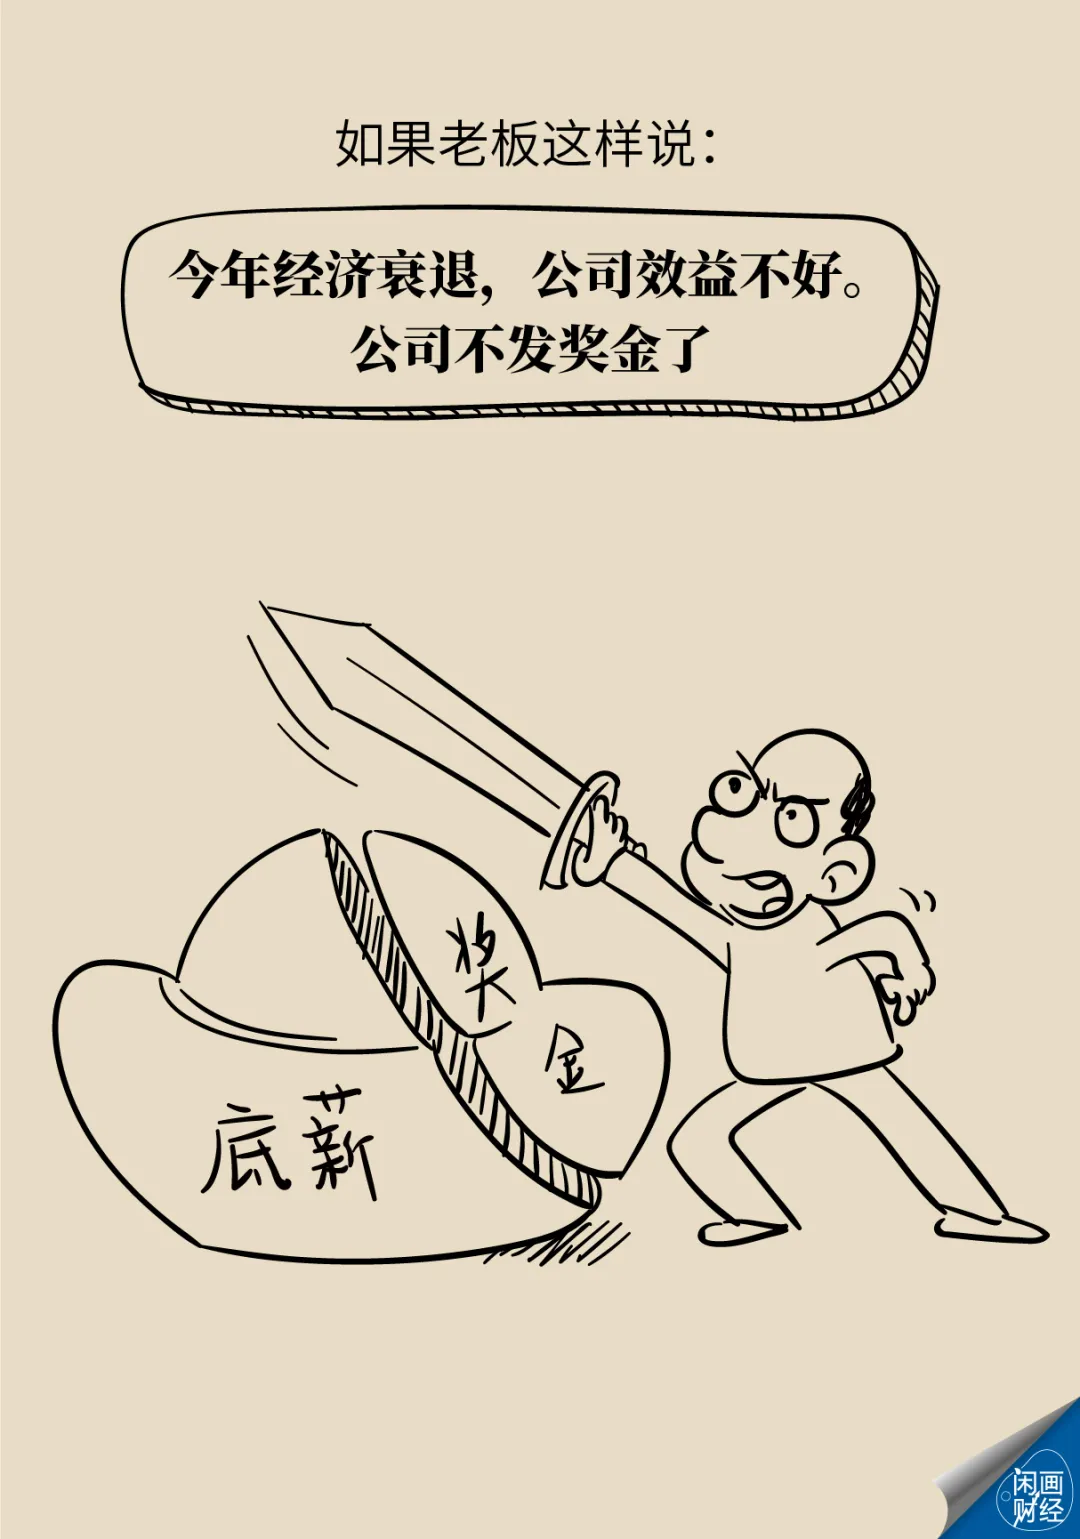 如果老板这样说：
今年经济衰退，公司效益不好。
公司不发奖金了
奖
金
底薪
闲画
财经